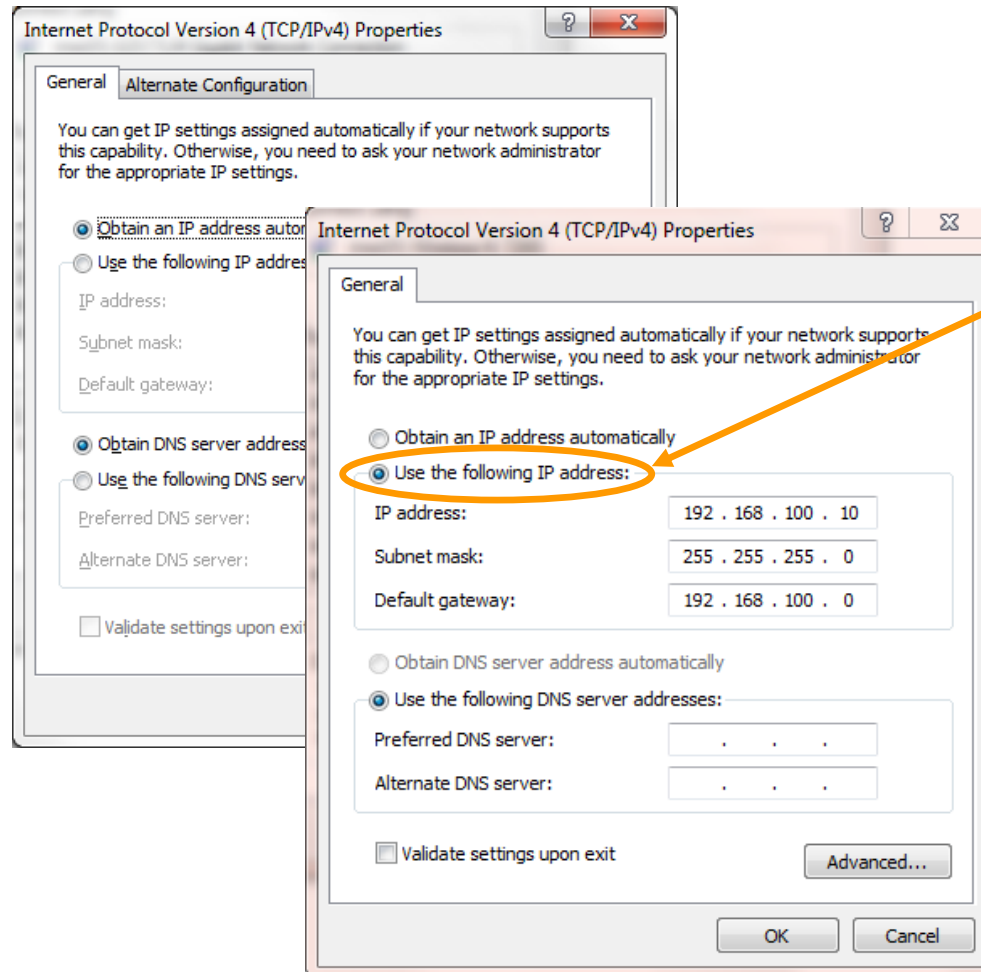 Internet Protocol Version 4 (TCP/IPv4) Properties
General
Alternate Configuration
You can get IP settings assigned automatically if your network supports
this capability. Otherwise, you need to ask your network administrator
for the appropriate IP settings.
Obtain an IP address autor
Use the following IP addres
IP address:
Subnet mask:
Default gateway:
Obtain DNS server address
Use the following DNS serv
Preferred DNS server:
Alternate DNS server:
Validate settings upon exit
Internet Protocol Version 4 (TCP/IPv4) Properties
General
You can get IP settings assigned automatically if your network supports
this capability. Otherwise, you need to ask your network administrator
for the appropriate IP settings.
Obtain an IP address automatically
Use the following IP address:
IP address: 192 . 168 . 100 . 10
Subnet mask: 255 . 255 . 255 . 0
Default gateway: 192 . 168 . 100 . 0
Obtain DNS server address automatically
Use the following DNS server addresses:
Preferred DNS server: . . .
Alternate DNS server: . . .
Validate settings upon exit
Advanced...
OK Cancel